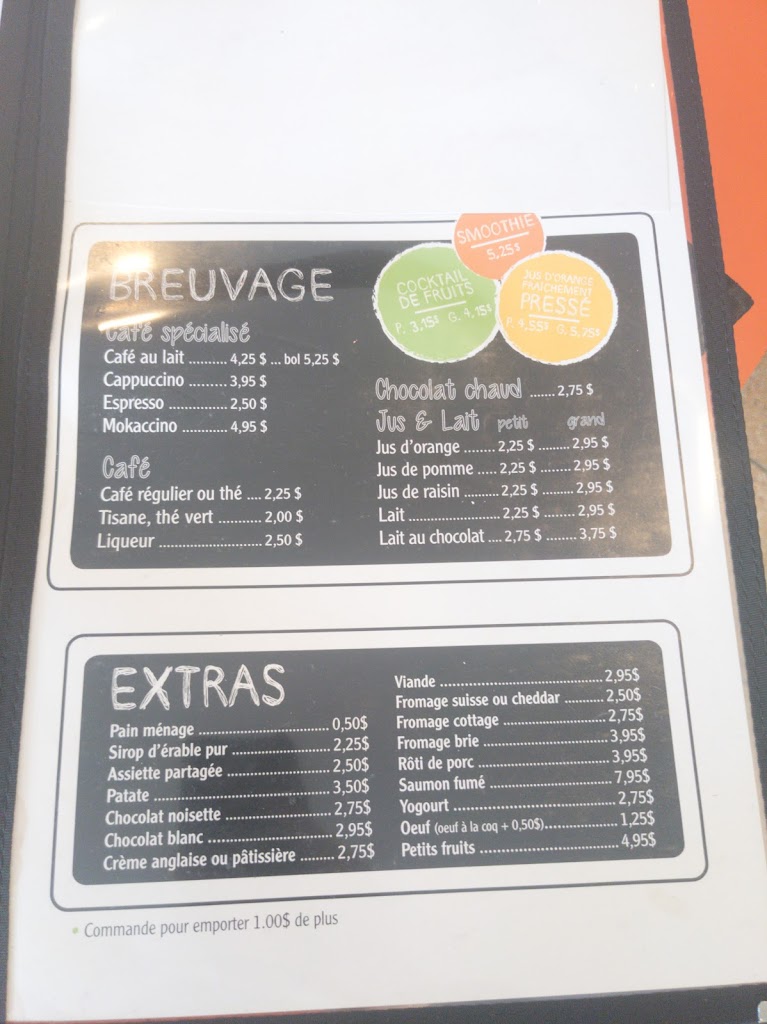 BREUVAGE
Café spécialisé
Café au lait .......... 4,25 $ ... bol 5,25 $
Cappuccino ......... 3,95 $
Espresso .............. 2,50 $
Mokaccino ........... 4,95 $
Café
Café régulier ou thé .... 2,25 $
Tisane, thé vert ........... 2,00 $
Liqueur .......................... 2,50 $
SMOOTHIE
5,25$
COCKTAIL
DE FRUITS
P. 3,15$ G. 4,15$
JUS D'ORANGE
FRAÎCHEMENT
PRESSÉ
P. 4,55$ G. 5,25$
Chocolat chaud ....... 2,75 $
Jus & Lait petit grand
Jus d'orange ........ 2,25 $ ......... 2,95 $
Jus de pomme ..... 2,25 $ ........ 2,95 $
Jus de raisin ......... 2,25 $ ......... 2,95 $
Lait ....................... 2,25 $ ........ 2,95 $
Lait au chocolat .... 2,75 $ ........ 3,75 $
EXTRAS
Pain ménage ................................. 0,50$
Sirop d'érable pur ......................... 2,25$
Assiette partagée .......................... 2,50$
Patate ............................................ 3,50$
Chocolat noisette ........................... 2,75$
Chocolat blanc ................................ 2,95$
Crème anglaise ou pâtissière ......... 2,75$
Viande .......................................... 2,95$
Fromage suisse ou cheddar .......... 2,50$
Fromage cottage .......................... 2,75$
Fromage brie ................................ 3,95$
Rôti de porc ................................. 3,95$
Saumon fumé ................................ 7,95$
Yogourt ......................................... 2,75$
Oeuf (oeuf à la coq + 0,50$)................... 1,25$
Petits fruits ................................... 4,95$
• Commande pour emporter 1.00$ de plus